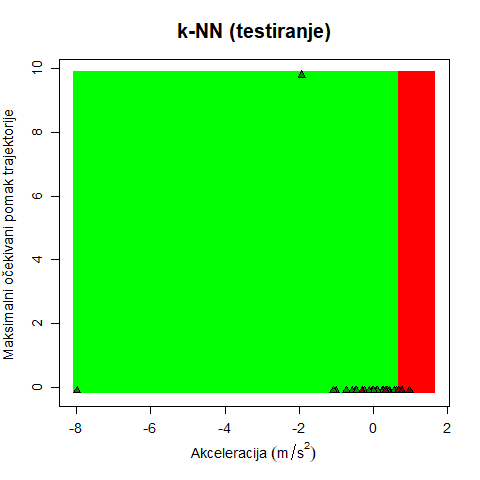 k-NN (testiranje)
Maksimalni očekivani pomak trajektorije
10
8
6
4
2
0
-8 -6 -4 -2 0 2
Akceleracija (m/s²)